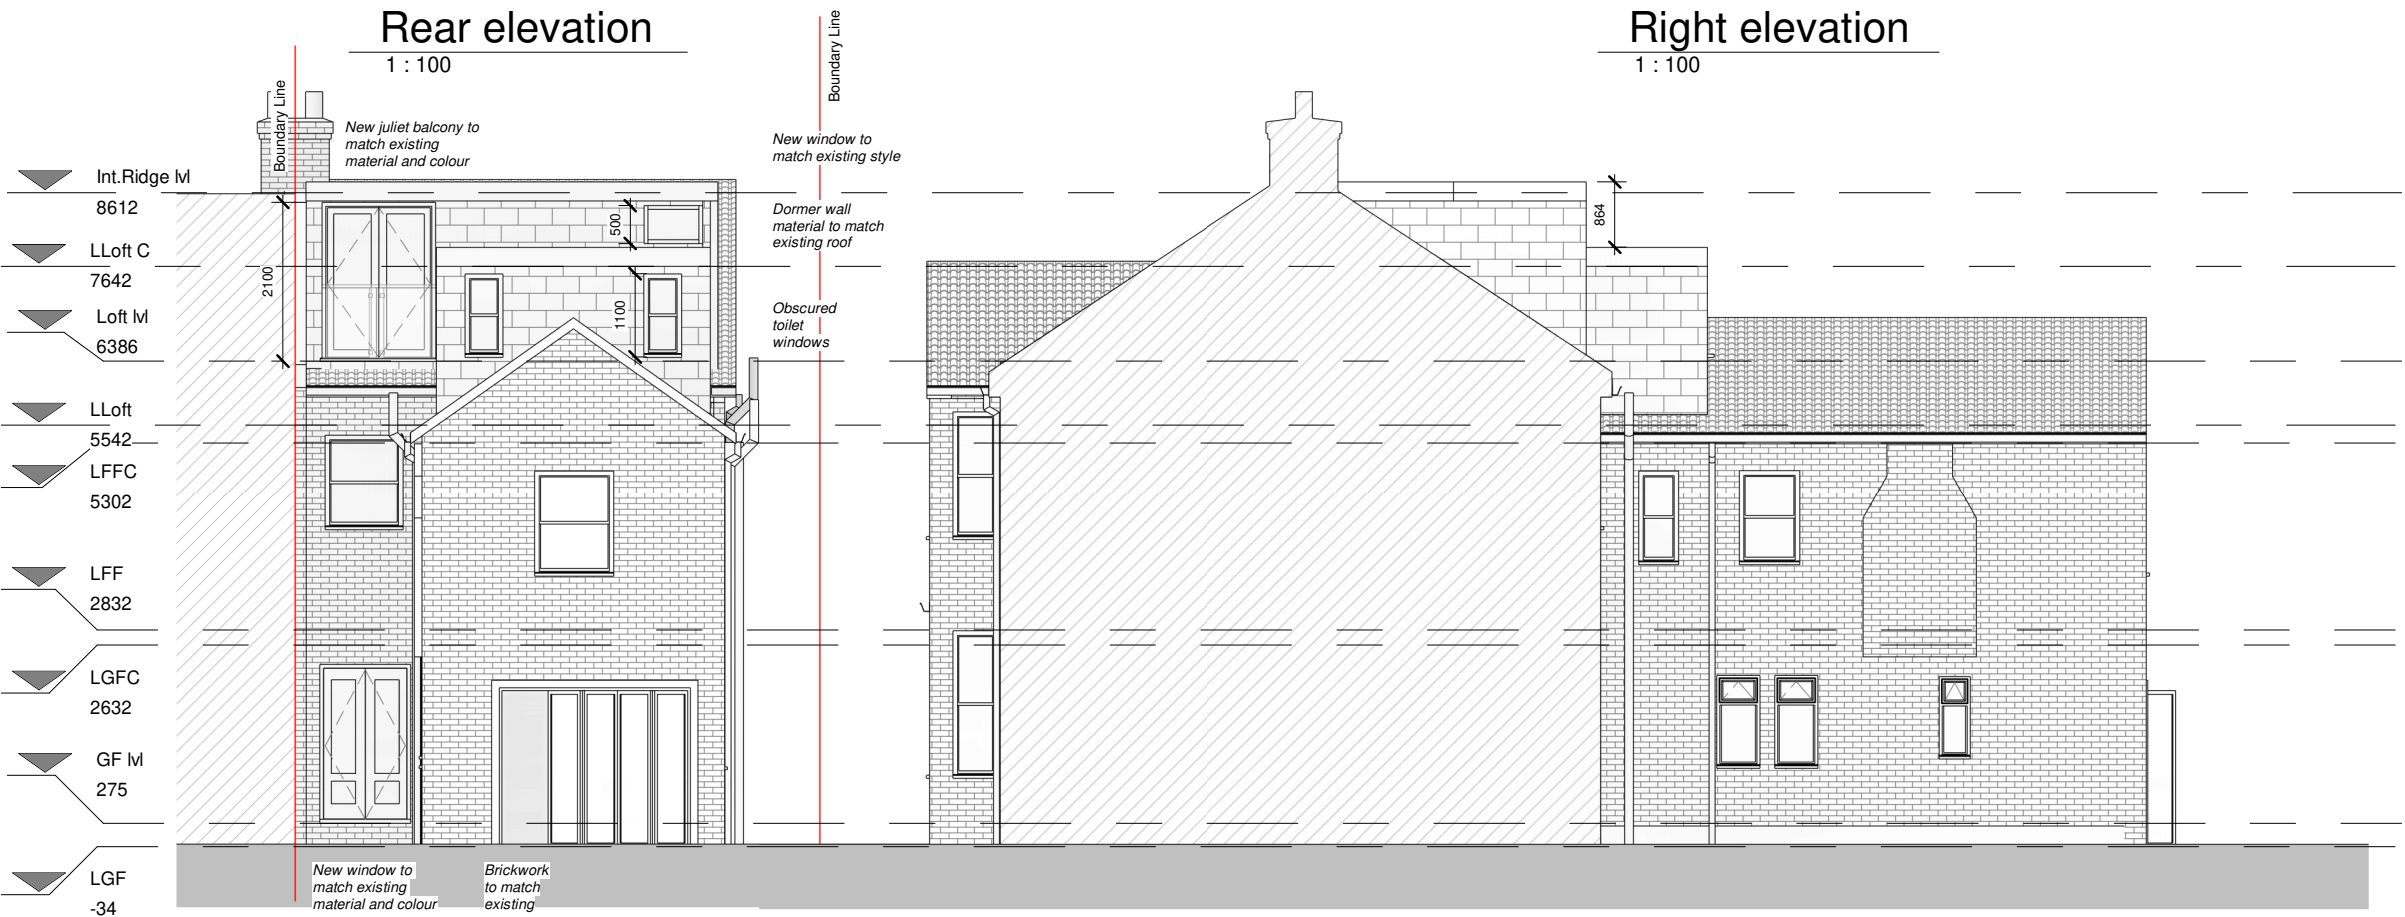 Rear elevation
1 : 100
Right elevation
1 : 100
Boundary Line
Boundary Line
New juliet balcony to
match existing
material and colour
New window to
match existing style
Dormer wall
material to match
existing roof
Obscured
toilet
windows
Int.Ridge lvl
8612
LLoft C
7642
Loft lvl
6386
LLoft
5542
LFFC
5302
LFF
2832
LGFC
2632
GF lvl
275
LGF
-34
2100
500
1100
864
New window to
match existing
material and colour
Brickwork
to match
existing